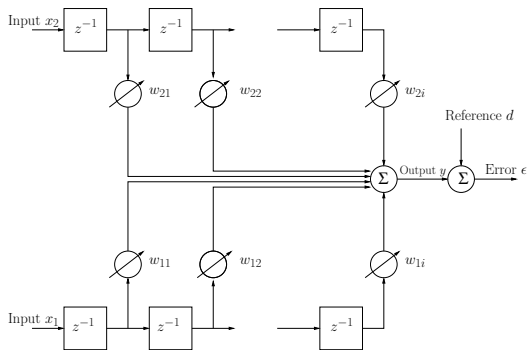 Input x₂
z⁻¹
z⁻¹
z⁻¹
w₂₁
w₂₂
w₂ᵢ
Reference d
Σ
Output y
Σ
Error e
w₁₁
w₁₂
w₁ᵢ
Input x₁
z⁻¹
z⁻¹
z⁻¹